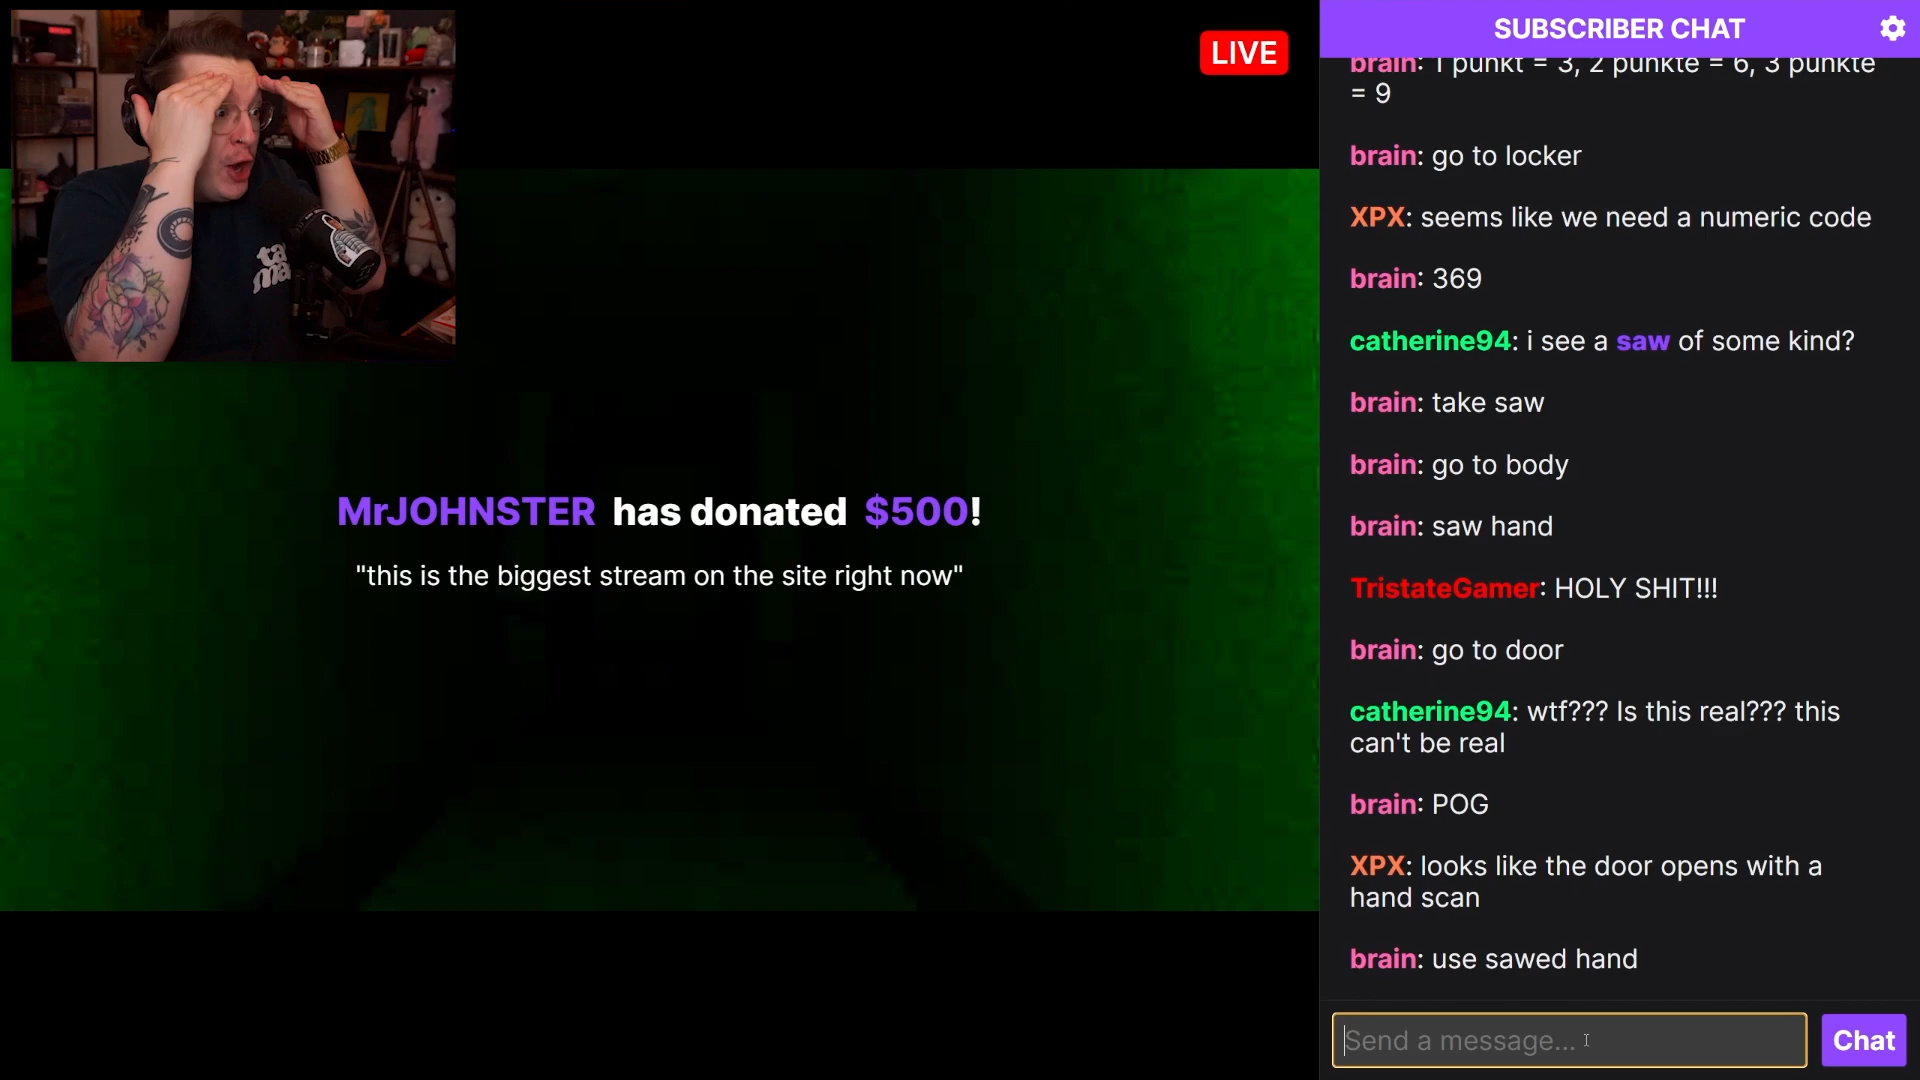 LIVE
MrJOHNSTER has donated $500!
"this is the biggest stream on the site right now"
SUBSCRIBER CHAT
brain: 1 punkt = 3, 2 punkte = 6, 3 punkte
= 9
brain: go to locker
XPX: seems like we need a numeric code
brain: 369
catherine94: i see a saw of some kind?
brain: take saw
brain: go to body
brain: saw hand
TristateGamer: HOLY SHIT!!!
brain: go to door
catherine94: wtf??? Is this real??? this
can't be real
brain: POG
XPX: looks like the door opens with a
hand scan
brain: use sawed hand
Send a message...
Chat